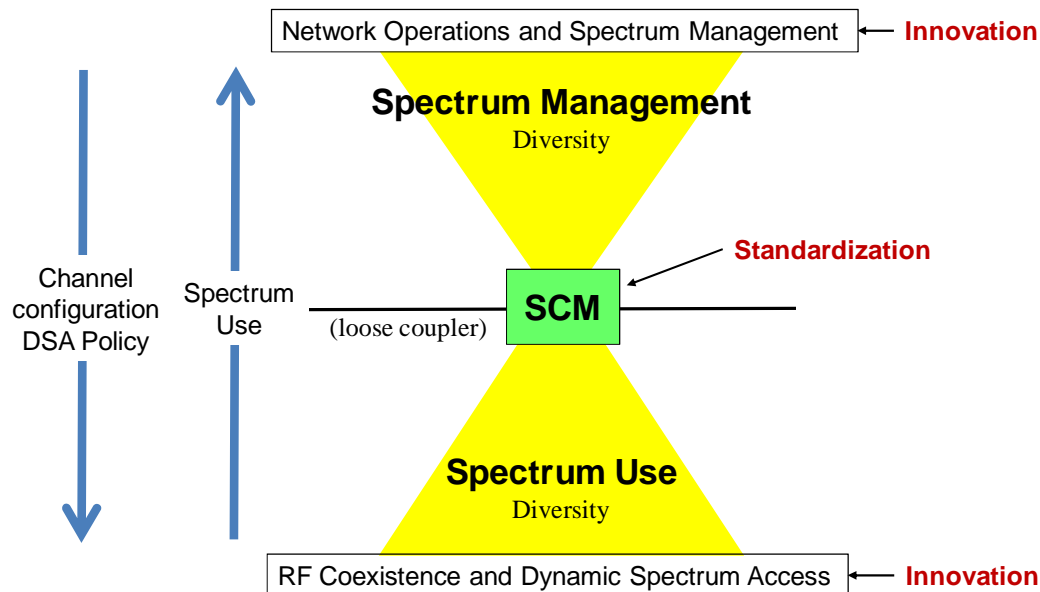 Network Operations and Spectrum Management
Innovation
Spectrum Management
Diversity
Standardization
Channel
configuration
DSA Policy
Spectrum
Use
SCM
(loose coupler)
Spectrum Use
Diversity
RF Coexistence and Dynamic Spectrum Access
Innovation